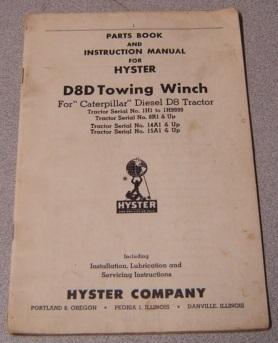 1
PARTS BOOK
AND
INSTRUCTION MANUAL
FOR
HYSTER
D8D Towing Winch
For "Caterpillar" Diesel D8 Tractor
Tractor Serial No. 1H1 to 1H9999
Tractor Serial No. 8R1 & Up
Tractor Serial No. 14A1 & Up
Tractor Serial No. 15A1 & Up
HYSTER
Including
Installation, Lubrication and
Servicing Instructions
HYSTER COMPANY
PORTLAND 8, OREGON • PEORIA 1, ILLINOIS • DANVILLE, ILLINOIS